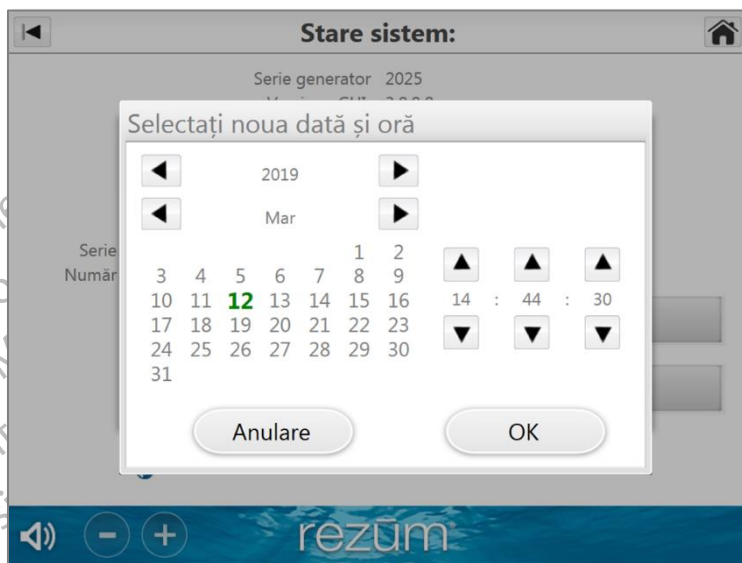 Stare sistem:
Serie generator 2025
Selectați noua dată și oră
2019
Mar
1 2
3 4 5 6 7 8 9
10 11 12 13 14 15 16
17 18 19 20 21 22 23
24 25 26 27 28 29 30
31
14 : 44 : 30
Serie
Număr
Anulare OK
rezūm